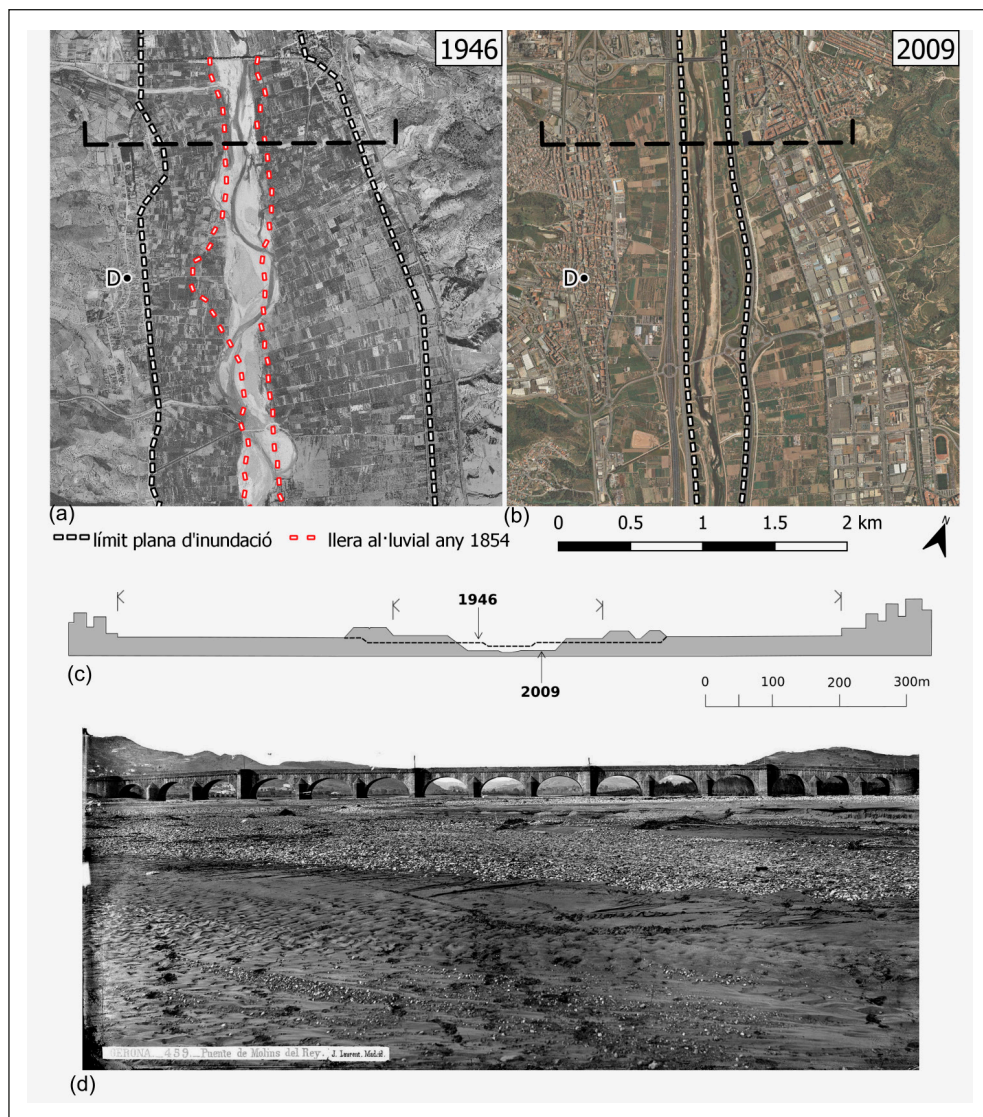 1946
2009
D
D
(a)
(b)
límit plana d'inundació
llera al·luvial any 1854
0 0.5 1 1.5 2 km
N
1946
2009
(c)
0 100 200 300m
459. Puente de Molins del Rey. J. Laurent. Madrid.
(d)